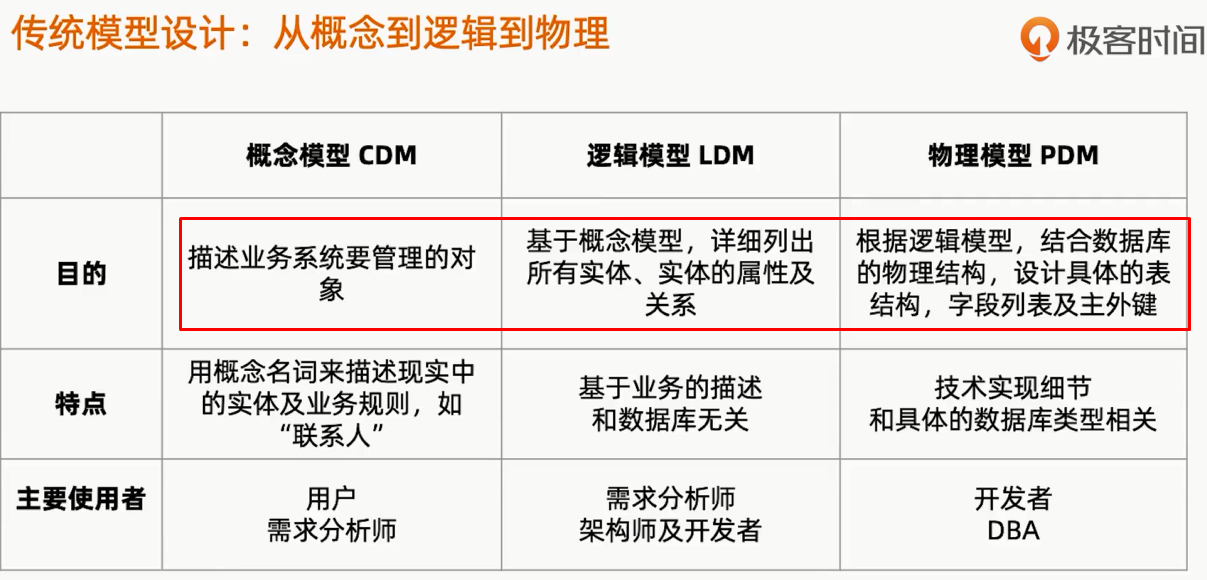 传统模型设计：从概念到逻辑到物理
极客时间
概念模型 CDM
逻辑模型 LDM
物理模型 PDM
目的
描述业务系统要管理的对
象
基于概念模型，详细列出
所有实体、实体的属性及
关系
根据逻辑模型，结合数据库
的物理结构，设计具体的表
结构，字段列表及主外键
特点
用概念名词来描述现实中
的实体及业务规则，如
“联系人”
基于业务的描述
和数据库无关
技术实现细节
和具体的数据库类型相关
主要使用者
用户
需求分析师
需求分析师
架构师及开发者
开发者
DBA